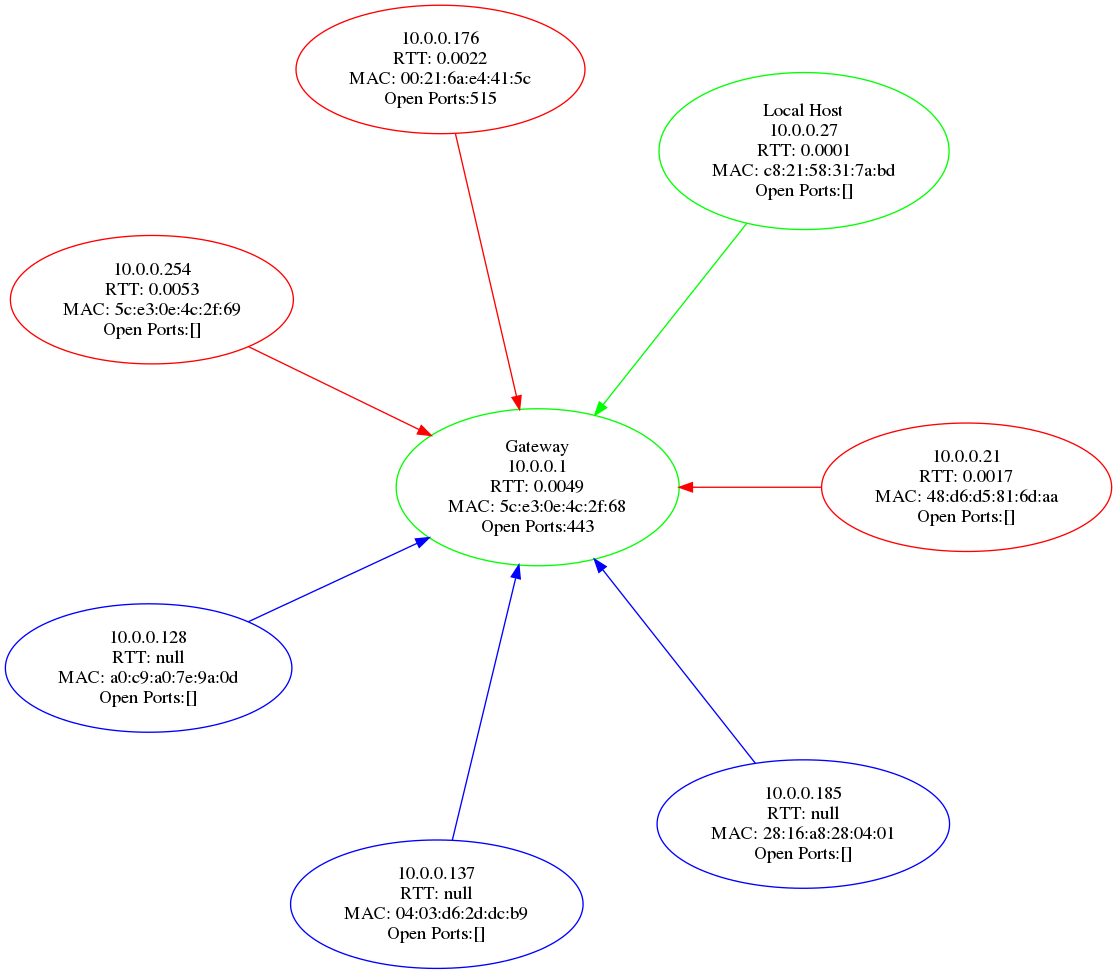 10.0.0.176
RTT: 0.0022
MAC: 00:21:6a:e4:41:5c
Open Ports:515
Local Host
10.0.0.27
RTT: 0.0001
MAC: c8:21:58:31:7a:bd
Open Ports:[]
10.0.0.254
RTT: 0.0053
MAC: 5c:e3:0e:4c:2f:69
Open Ports:[]
Gateway
10.0.0.1
RTT: 0.0049
MAC: 5c:e3:0e:4c:2f:68
Open Ports:443
10.0.0.21
RTT: 0.0017
MAC: 48:d6:d5:81:6d:aa
Open Ports:[]
10.0.0.128
RTT: null
MAC: a0:c9:a0:7e:9a:0d
Open Ports:[]
10.0.0.185
RTT: null
MAC: 28:16:a8:28:04:01
Open Ports:[]
10.0.0.137
RTT: null
MAC: 04:03:d6:2d:dc:b9
Open Ports:[]